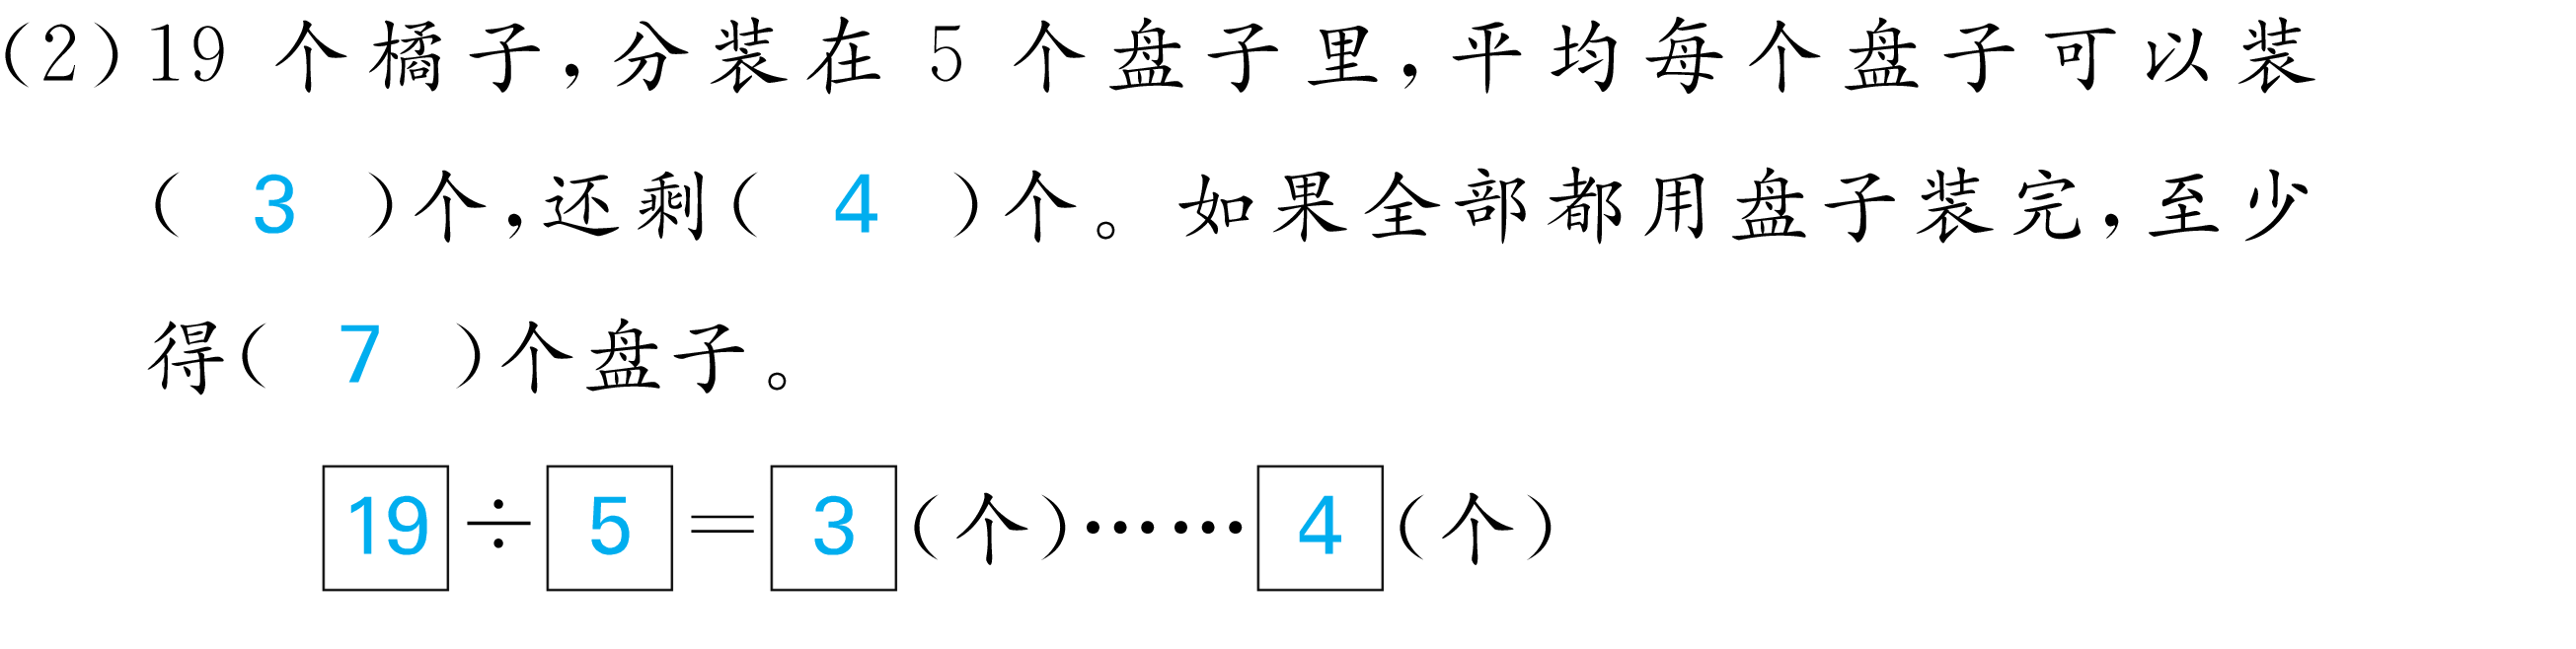 (2)19 个橘子,分装在 5 个盘子里,平均每个盘子可以装
( 3 )个,还剩( 4 )个。如果全部都用盘子装完,至少
得( 7 )个盘子。
19÷5=3(个)……4(个)